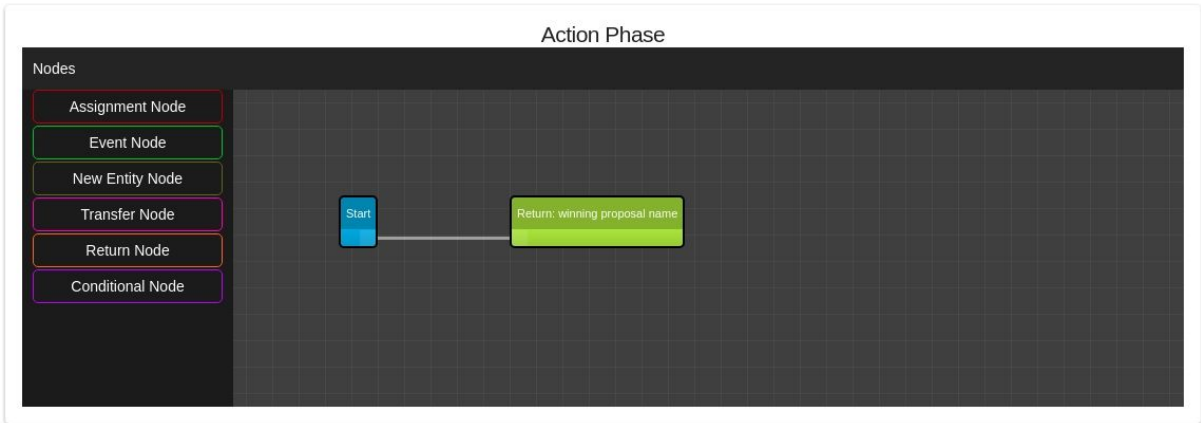 Action Phase
Nodes
Assignment Node
Event Node
New Entity Node
Transfer Node
Return Node
Conditional Node
Start
Return: winning proposal name